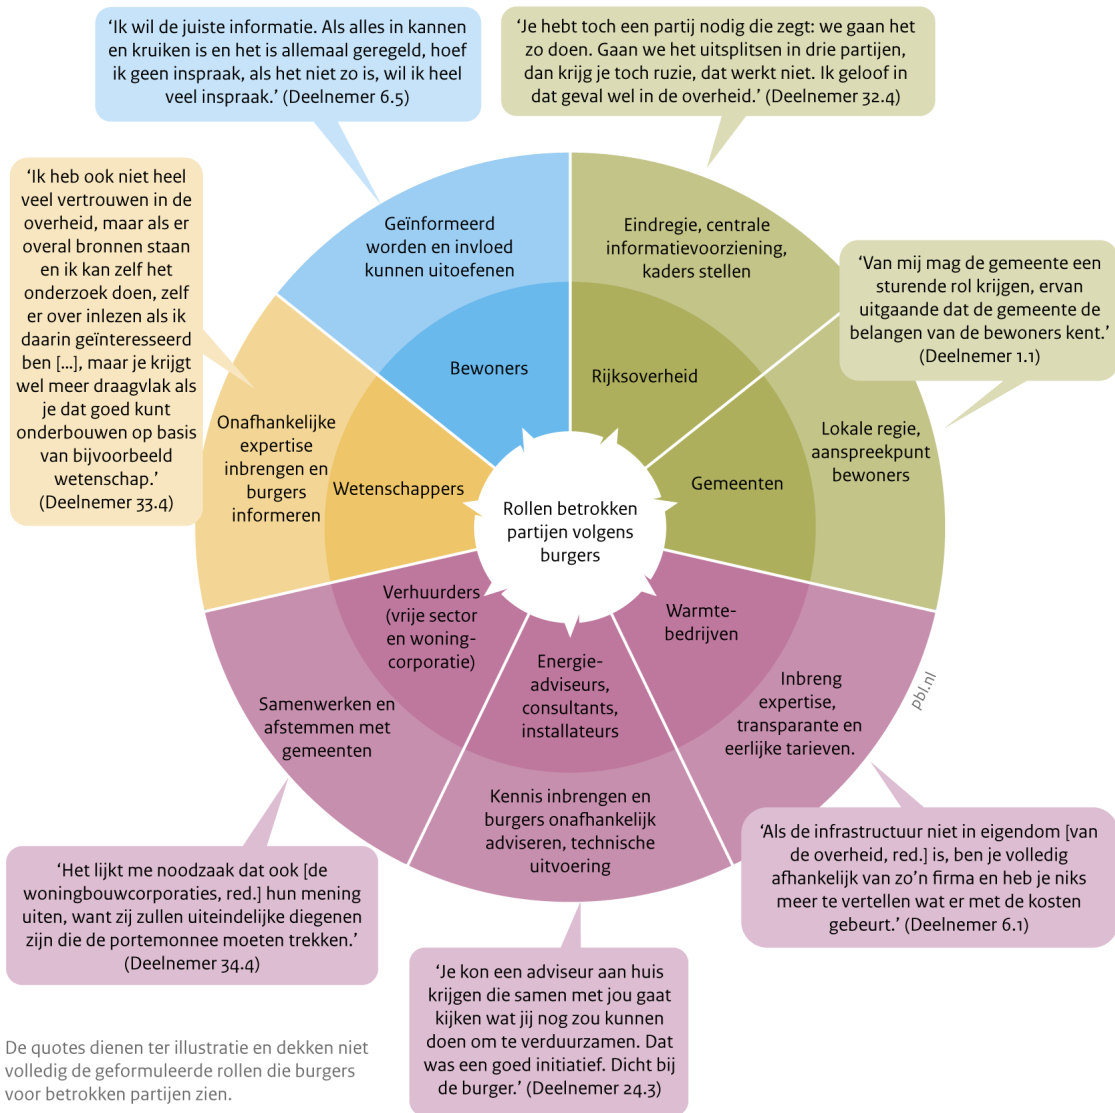 ‘Ik wil de juiste informatie. Als alles in kannen
en kruiken is en het is allemaal geregeld, hoef
ik geen inspraak, als het niet zo is, wil ik heel
veel inspraak.’ (Deelnemer 6.5)
‘Je hebt toch een partij nodig die zegt: we gaan het
zo doen. Gaan we het uitsplitsen in drie partijen,
dan krijg je toch ruzie, dat werkt niet. Ik geloof in
dat geval wel in de overheid.’ (Deelnemer 32.4)
‘Ik heb ook niet heel
veel vertrouwen in de
overheid, maar als er
overal bronnen staan
en ik kan zelf het
onderzoek doen, zelf
er over inlezen als ik
daarin geïnteresseerd
ben [...], maar je krijgt
wel meer draagvlak als
je dat goed kunt
onderbouwen op basis
van bijvoorbeeld
wetenschap.’
(Deelnemer 33.4)
Geïnformeerd
worden en invloed
kunnen uitoefenen
Eindregie, centrale
informatievoorziening,
kaders stellen
‘Van mij mag de gemeente een
sturende rol krijgen, ervan
uitgaande dat de gemeente de
belangen van de bewoners kent.’
(Deelnemer 1.1)
Bewoners
Rijksoverheid
Onafhankelijke
expertise
inbrengen en
burgers
informeren
Wetenschappers
Gemeenten
Lokale regie,
aanspreekpunt
bewoners
Rollen betrokken
partijen volgens
burgers
Verhuurders
(vrije sector
en woning-
corporatie)
Energie-
adviseurs,
consultants,
installateurs
Warmte-
bedrijven
Samenwerken en
afstemmen met
gemeenten
Kennis inbrengen en
burgers onafhankelijk
adviseren, technische
uitvoering
Inbreng
expertise,
transparante en
eerlijke tarieven.
pbl.nl
‘Het lijkt me noodzaak dat ook [de
woningbouwcorporaties, red.] hun mening
uiten, want zij zullen uiteindelijke diegenen
zijn die de portemonnee moeten trekken.’
(Deelnemer 34.4)
‘Je kon een adviseur aan huis
krijgen die samen met jou gaat
kijken wat jij nog zou kunnen
doen om te verduurzamen. Dat
was een goed initiatief. Dicht bij
de burger.’ (Deelnemer 24.3)
‘Als de infrastructuur niet in eigendom [van
de overheid, red.] is, ben je volledig
afhankelijk van zo’n firma en heb je niks
meer te vertellen wat er met de kosten
gebeurt.’ (Deelnemer 6.1)
De quotes dienen ter illustratie en dekken niet
volledig de geformuleerde rollen die burgers
voor betrokken partijen zien.